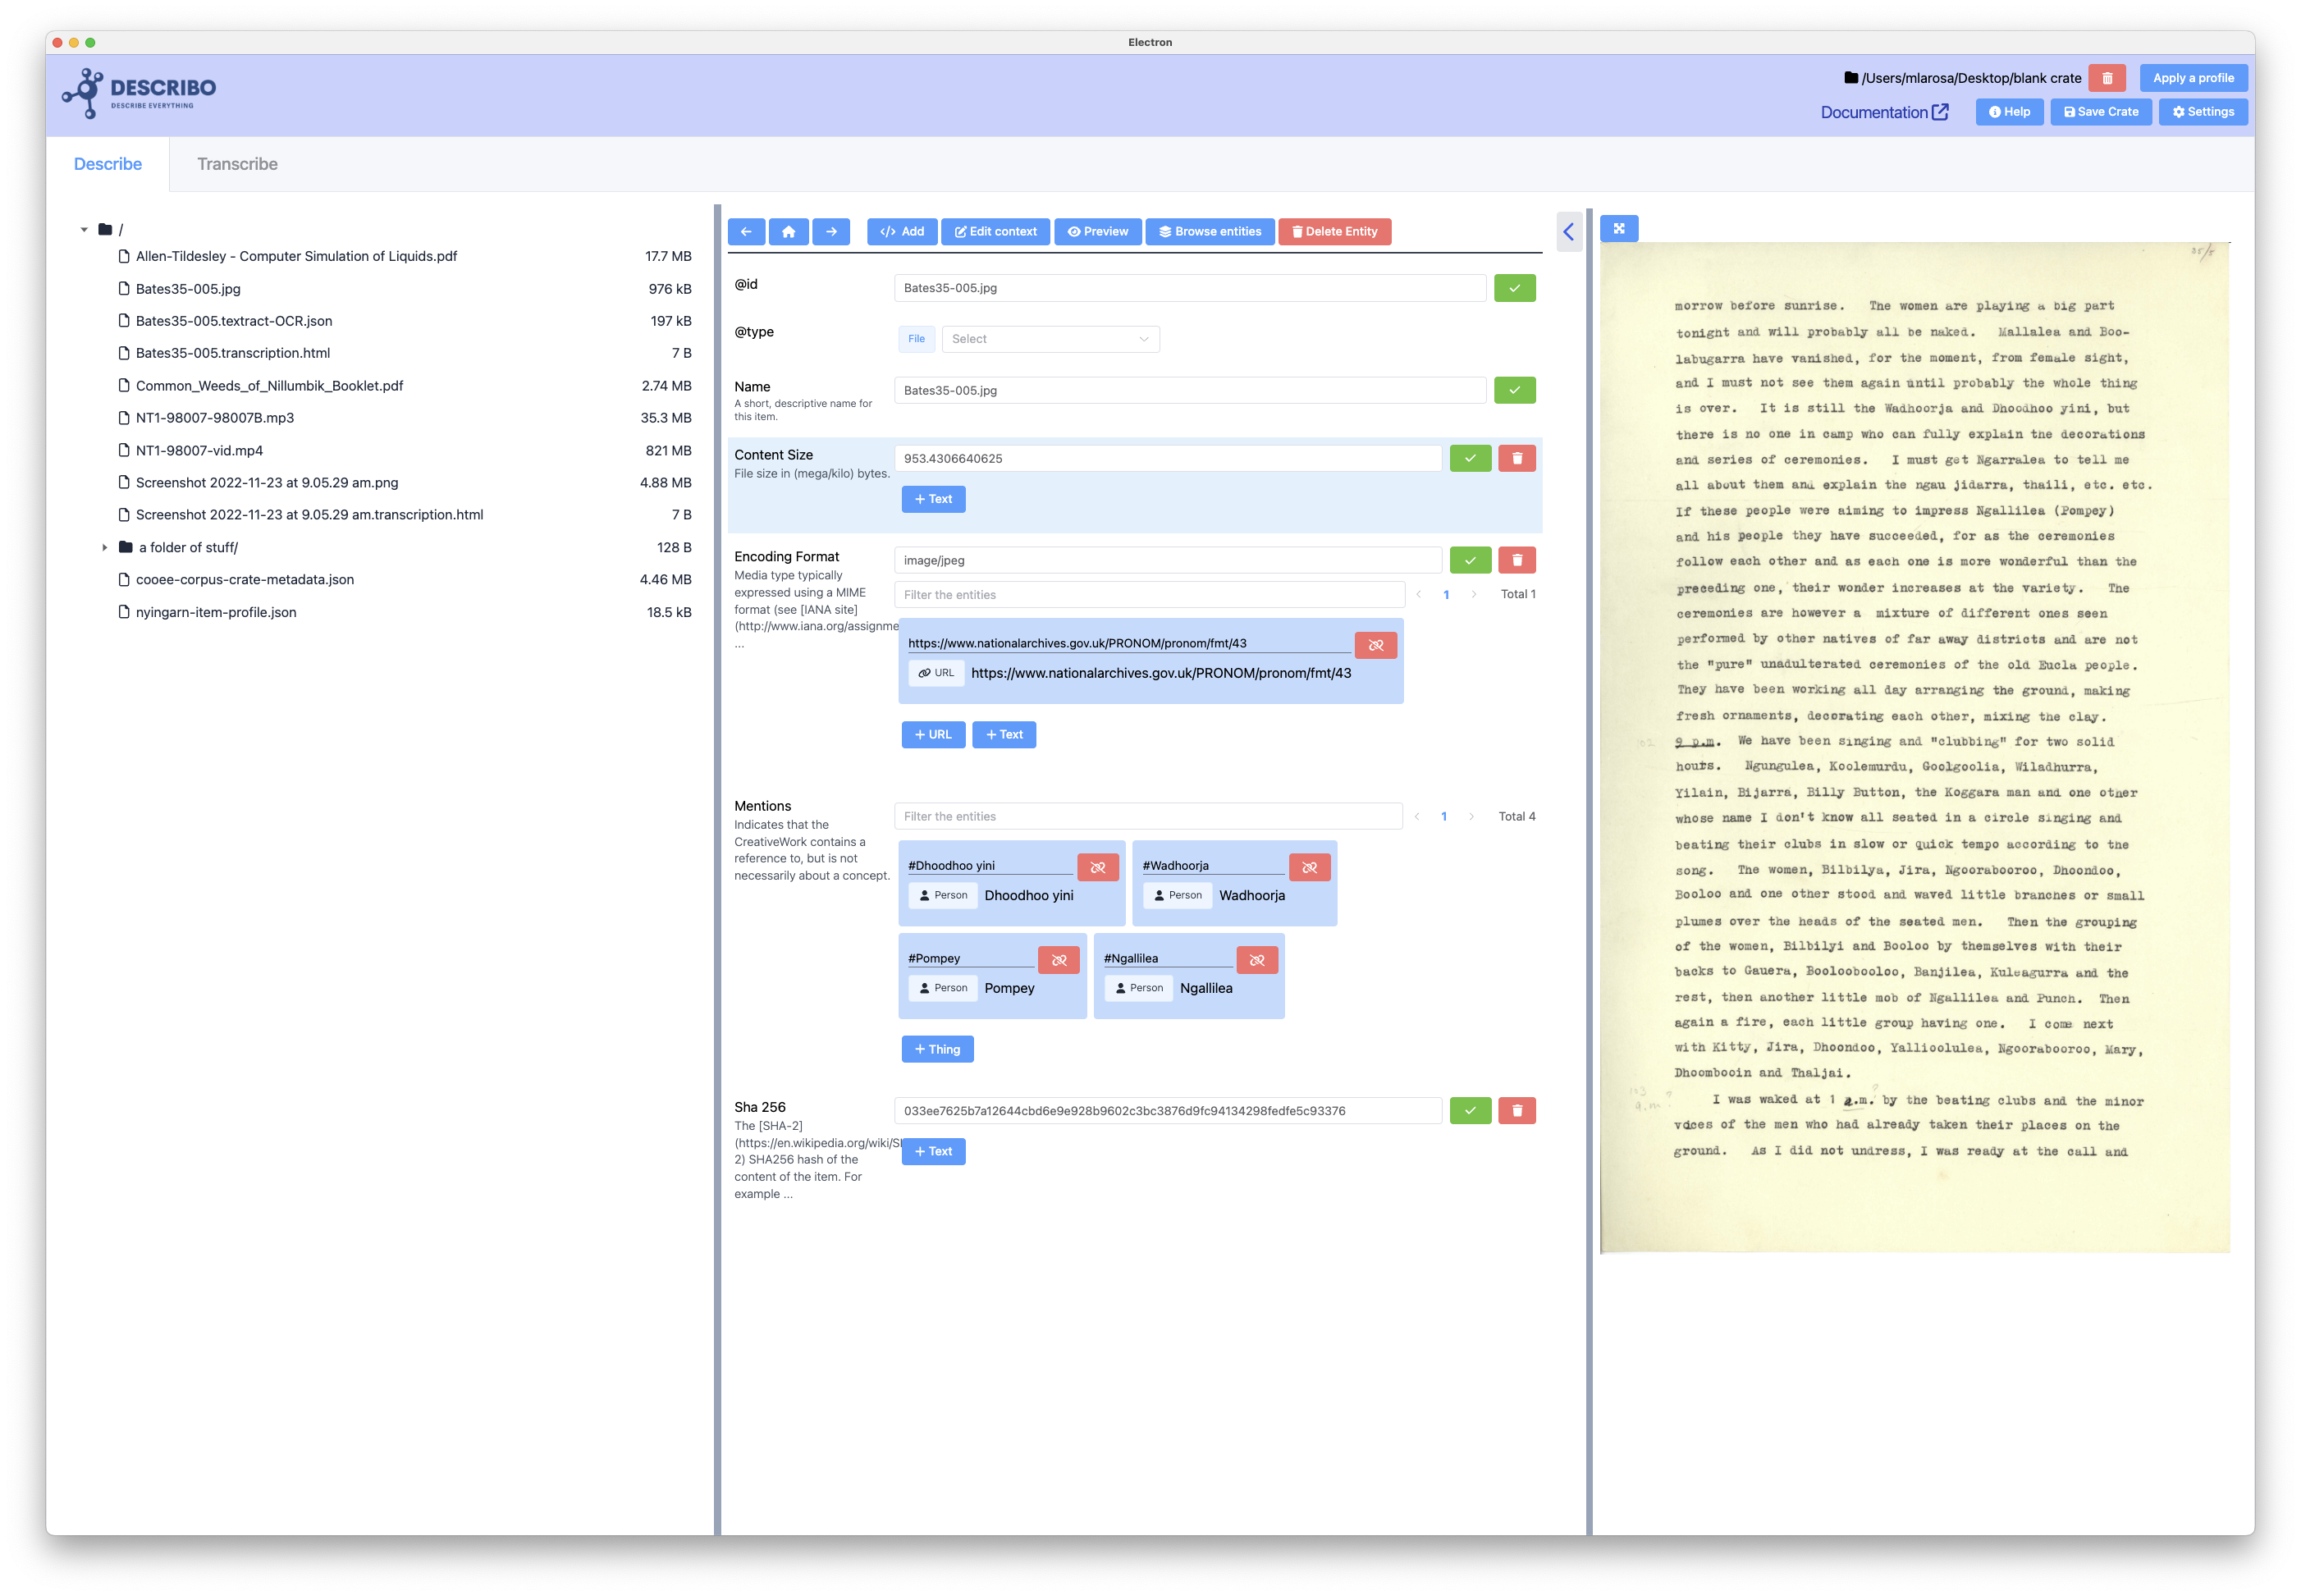 Electron
DESCRIBO
DESCRIBE EVERYTHING
/Users/mlarosa/Desktop/blank crate
Apply a profile
Documentation
Help
Save Crate
Settings
Describe
Transcribe
/
Allen-Tildesley - Computer Simulation of Liquids.pdf 17.7 MB
Bates35-005.jpg 976 kB
Bates35-005.textract-OCR.json 197 kB
Bates35-005.transcription.html 7 B
Common_Weeds_of_Nillumbik_Booklet.pdf 2.74 MB
NT1-98007-98007B.mp3 35.3 MB
NT1-98007-vid.mp4 821 MB
Screenshot 2022-11-23 at 9.05.29 am.png 4.88 MB
Screenshot 2022-11-23 at 9.05.29 am.transcription.html 7 B
a folder of stuff/ 128 B
cooee-corpus-crate-metadata.json 4.46 MB
nyingarn-item-profile.json 18.5 kB
</> Add
Edit context
Preview
Browse entities
Delete Entity
@id
Bates35-005.jpg
@type
File
Select
Name
A short, descriptive name for
this item.
Bates35-005.jpg
Content Size
File size in (mega/kilo) bytes.
953.4306640625
+ Text
Encoding Format
Media type typically
expressed using a MIME
format (see [IANA site]
(http://www.iana.org/assignme
...
image/jpeg
Filter the entities
1
Total 1
https://www.nationalarchives.gov.uk/PRONOM/pronom/fmt/43
URL https://www.nationalarchives.gov.uk/PRONOM/pronom/fmt/43
+ URL
+ Text
Mentions
Indicates that the
CreativeWork contains a
reference to, but is not
necessarily about a concept.
Filter the entities
1
Total 4
#Dhoodhoo yini
Person Dhoodhoo yini
#Wadhoorja
Person Wadhoorja
#Pompey
Person Pompey
#Ngallilea
Person Ngallilea
+ Thing
Sha 256
The [SHA-2]
(https://en.wikipedia.org/wiki/S
2) SHA256 hash of the
content of the item. For
example ...
033ee7625b7a12644cbd6e9e928b9602c3bc3876d9fc94134298fedfe5c93376
+ Text
35/5
morrow before sunrise. The women are playing a big part
tonight and will probably all be naked. Mallalea and Boo-
labugarra have vanished, for the moment, from female sight,
and I must not see them again until probably the whole thing
is over. It is still the Wadhoorja and Dhoodhoo yini, but
there is no one in camp who can fully explain the decorations
and series of ceremonies. I must get Ngarralea to tell me
all about them and explain the ngau jidarra, thaili, etc. etc.
If these people were aiming to impress Ngallilea (Pompey)
and his people they have succeeded, for as the ceremonies
follow each other and as each one is more wonderful than the
preceding one, their wonder increases at the variety. The
ceremonies are however a mixture of different ones seen
performed by other natives of far away districts and are not
the "pure" unadulterated ceremonies of the old Eucla people.
They have been working all day arranging the ground, making
fresh ornaments, decorating each other, mixing the clay.
102 9 p.m. We have been singing and "clubbing" for two solid
hours. Ngungulea, Koolemurdu, Goolgoolia, Wiladhurra,
Yilain, Bijarra, Billy Button, the Koggara man and one other
whose name I don't know all seated in a circle singing and
beating their clubs in slow or quick tempo according to the
song. The women, Bilbilya, Jira, Ngoorabooroo, Dhoondoo,
Booloo and one other stood and waved little branches or small
plumes over the heads of the seated men. Then the grouping
of the women, Bilbilyi and Booloo by themselves with their
backs to Gauera, Booloobooloo, Banjilea, Kuleagurra and the
rest, then another little mob of Ngallilea and Punch. Then
again a fire, each little group having one. I come next
with Kitty, Jira, Dhoondoo, Yallioolulea, Ngoorabooroo, Mary,
Dhoombooin and Thaljai.
103
a.m? I was waked at 1 a.m.? by the beating clubs and the minor
voices of the men who had already taken their places on the
ground. As I did not undress, I was ready at the call and